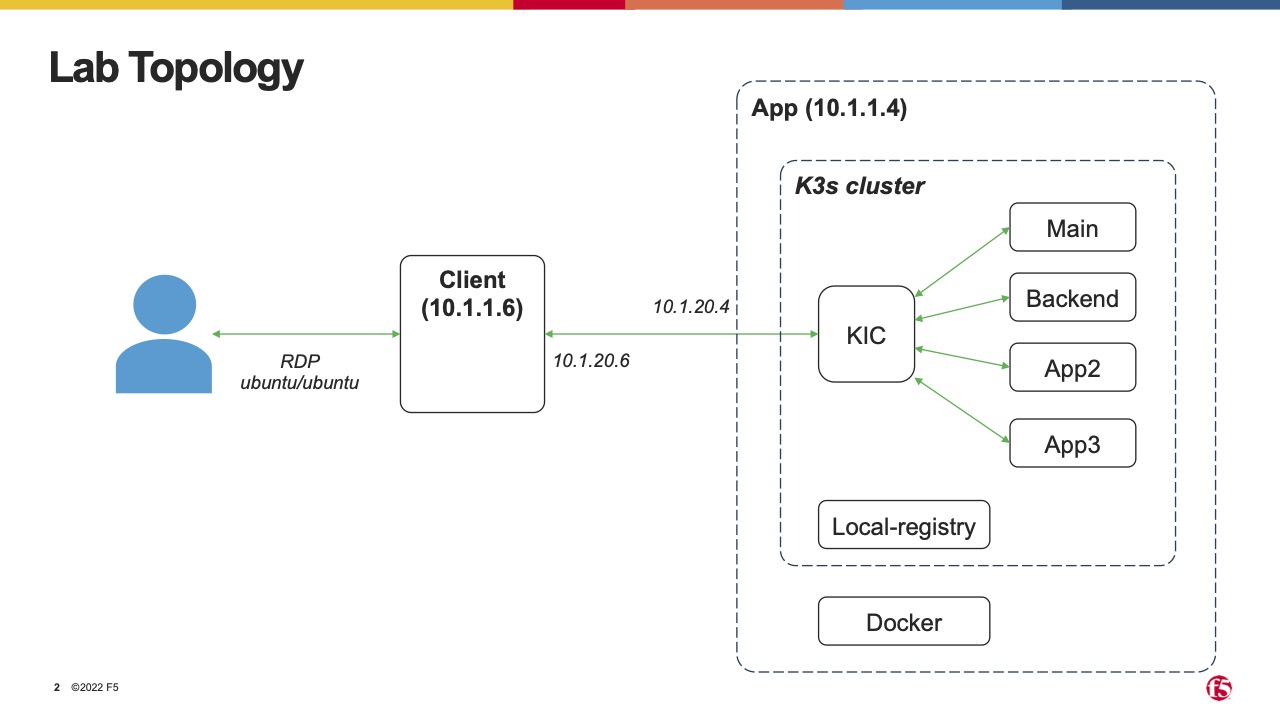 Lab Topology
App (10.1.1.4)
K3s cluster
Main
Backend
App2
App3
KIC
Local-registry
Docker
Client
(10.1.1.6)
10.1.20.4
10.1.20.6
RDP
ubuntu/ubuntu
2 ©2022 F5
f5